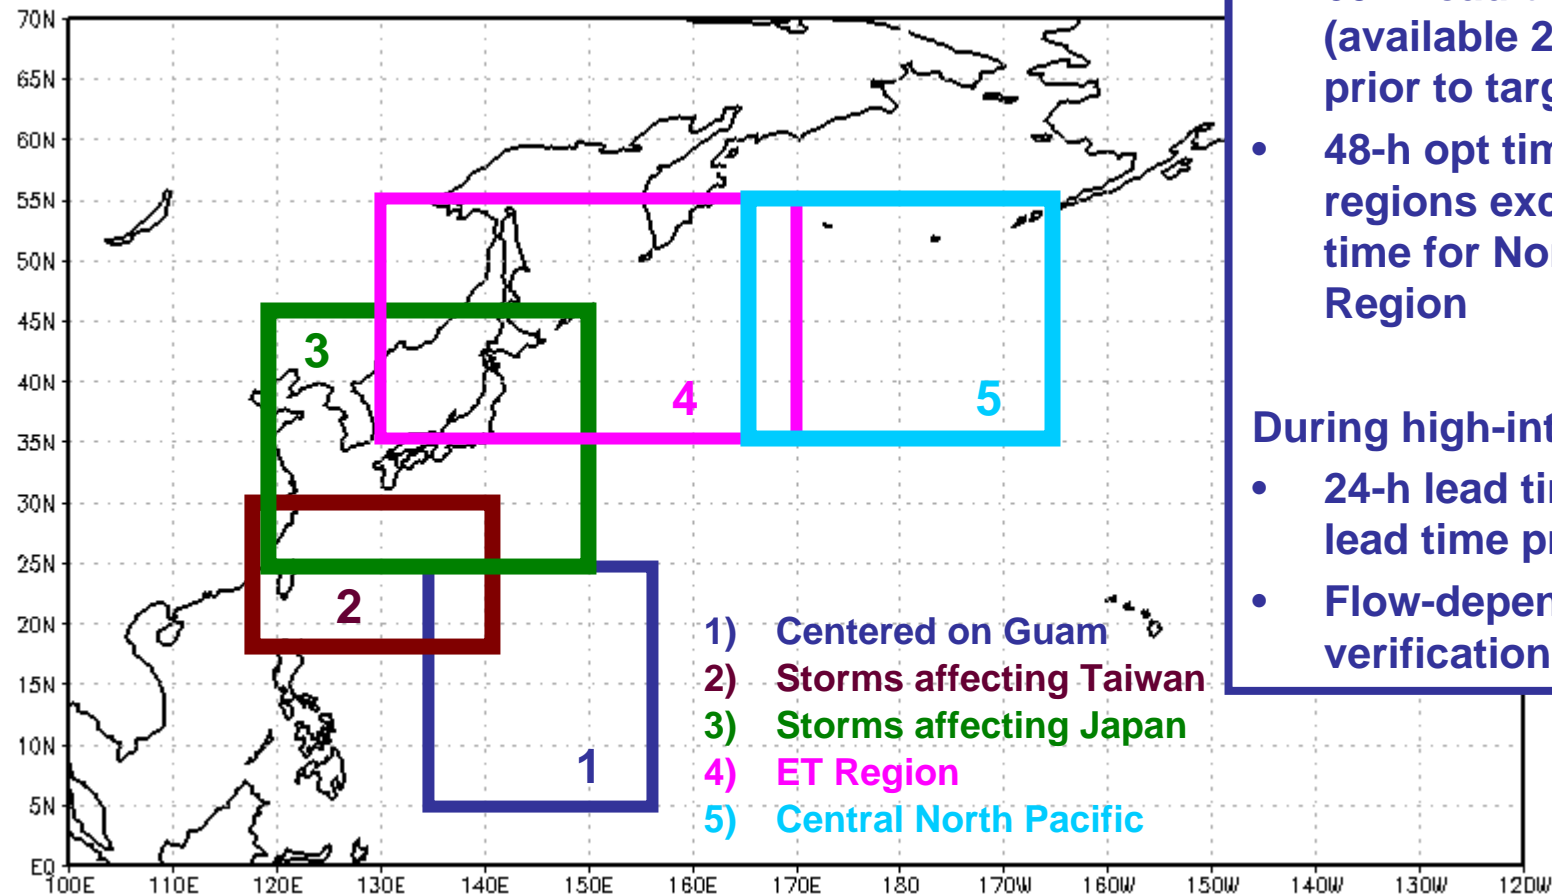 70N
65N
60N
55N
50N
45N
40N
35N
30N
25N
20N
15N
10N
5N
EQ
100E 110E 120E 130E 140E 150E 160E 170E 180 170W 160W 150W 140W 130W 120W
3
4
5
2
1
1) Centered on Guam
2) Storms affecting Taiwan
3) Storms affecting Japan
4) ET Region
5) Central North Pacific
(available 2
prior to targ
• 48-h opt tim
regions exc
time for Nor
Region
During high-int
• 24-h lead tim
lead time pr
• Flow-depen
verification